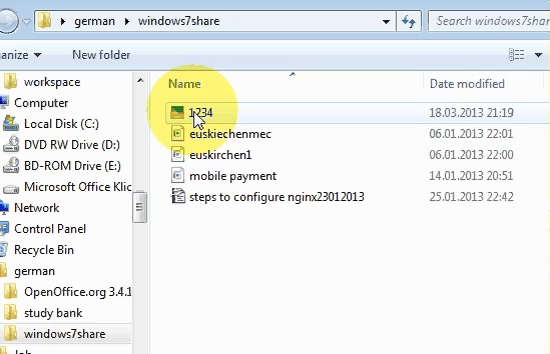 german
windows7share
Search windows7share
anize
New folder
workspace
Computer
Local Disk (C:)
DVD RW Drive (D:)
BD-ROM Drive (E:)
Microsoft Office Klic
Network
Control Panel
Recycle Bin
german
OpenOffice.org 3.4.1
study bank
windows7share
Name
Date modified
1234
18.03.2013 21:19
euskiechenmec
06.01.2013 22:01
euskirchen1
06.01.2013 22:00
mobile payment
14.01.2013 20:51
steps to configure nginx23012013
25.01.2013 22:42